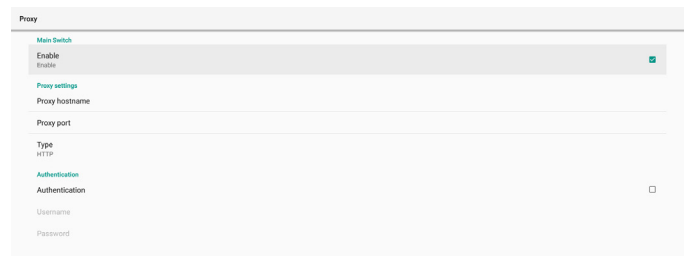 Proxy
Main Switch
Enable
Enable
Proxy settings
Proxy hostname
Proxy port
Type
HTTP
Authentication
Authentication
Username
Password